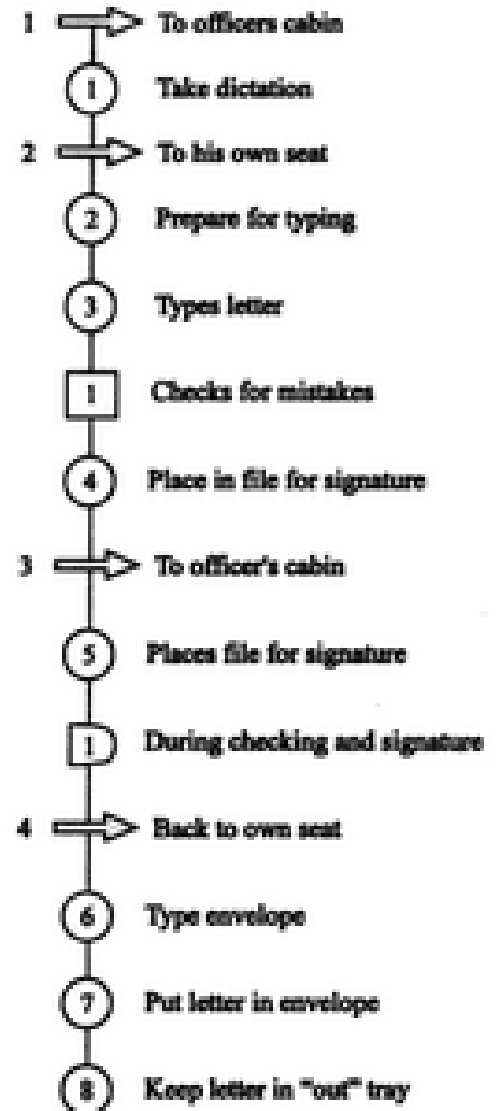 1 To officers cabin
1 Take dictation
2 To his own seat
2 Prepare for typing
3 Types letter
1 Checks for mistakes
4 Place in file for signature
3 To officer's cabin
5 Places file for signature
1 During checking and signature
4 Back to own seat
6 Type envelope
7 Put letter in envelope
8 Keep letter in "out" tray